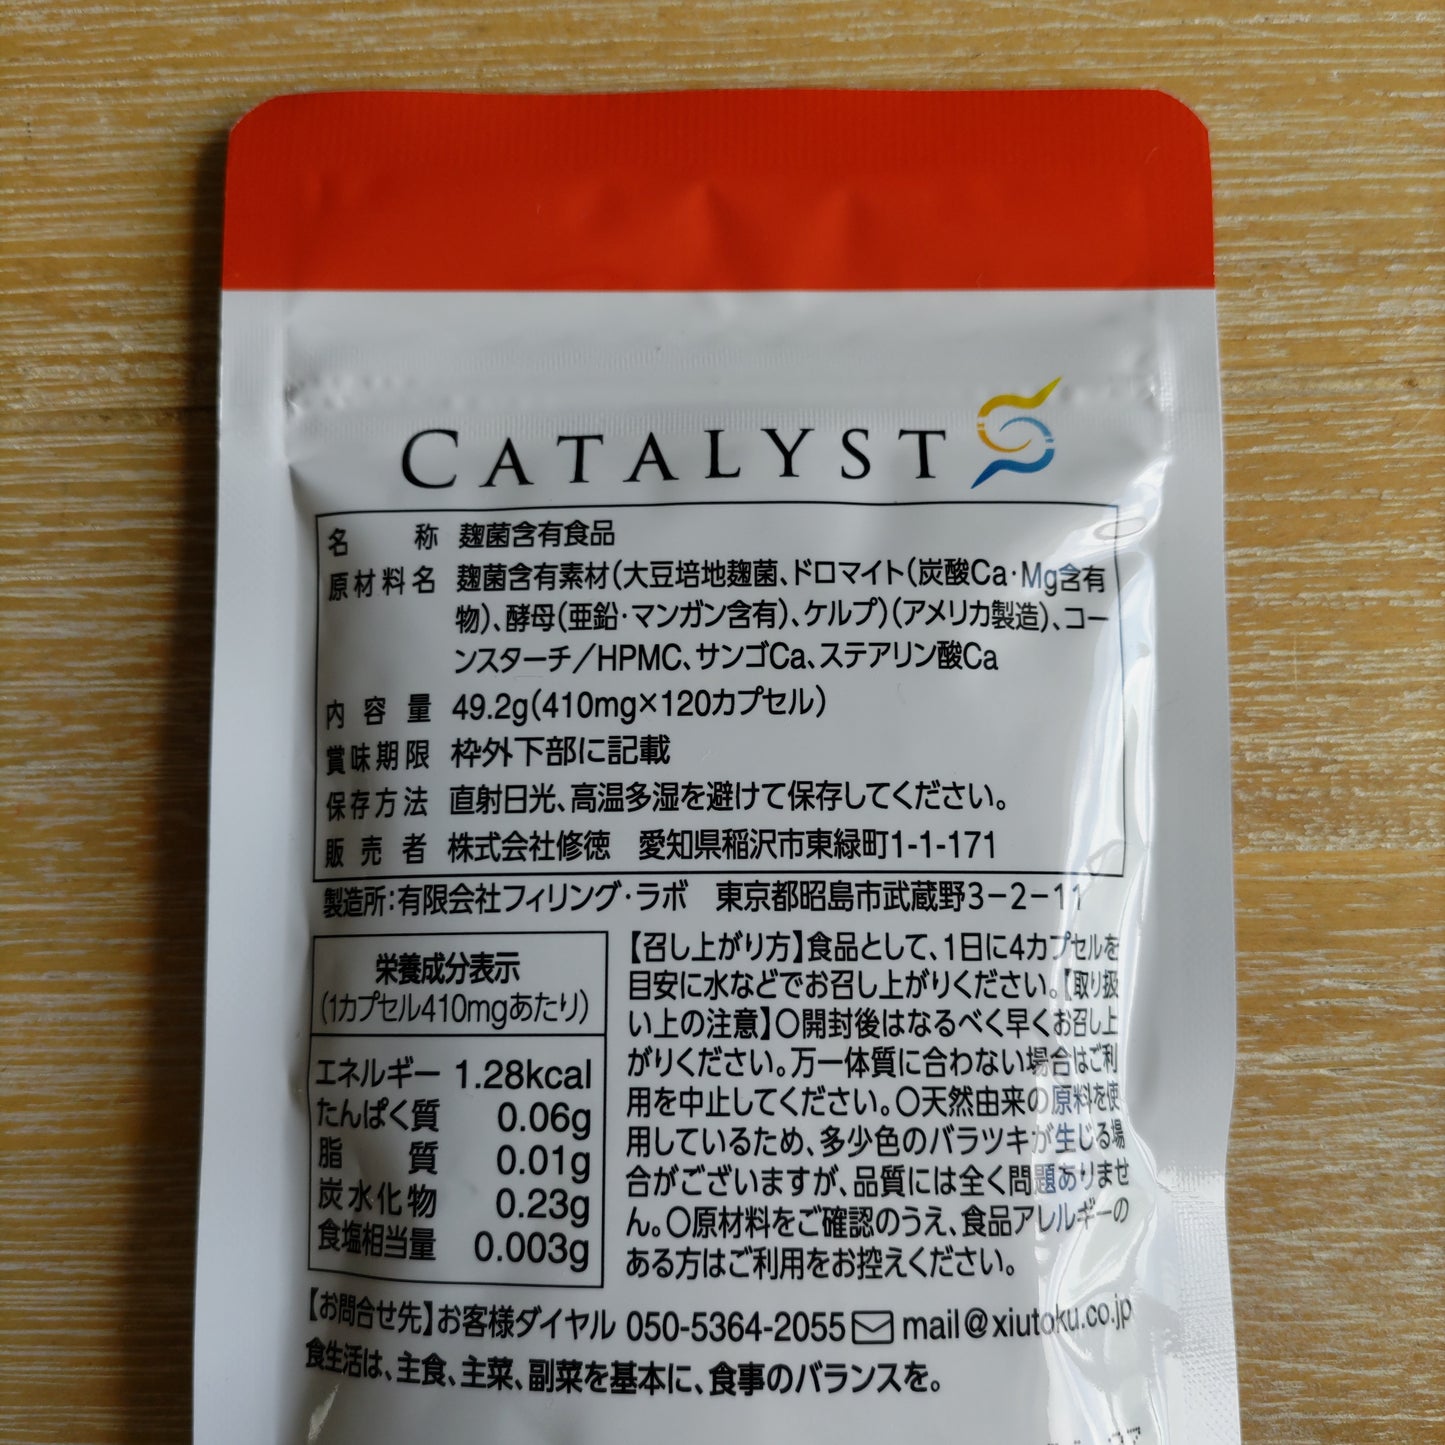 CATALYST
名称 麹菌含有食品
原材料名 麹菌含有素材(大豆培地麹菌、ドロマイト(炭酸Ca·Mg含有
物)、酵母(亜鉛·マンガン含有)、ケルプ)(アメリカ製造)、コー
ンスターチ/HPMC、サンゴCa、ステアリン酸Ca
内容量 49.2g(410mg×120カプセル)
賞味期限 枠外下部に記載
保存方法 直射日光、高温多湿を避けて保存してください。
販売者 株式会社修徳 愛知県稲沢市東緑町1-1-171
製造所:有限会社フィリング·ラボ 東京都昭島市武蔵野3-2-11
栄養成分表示
(1カプセル410mgあたり)
エネルギー 1.28kcal
たんぱく質 0.06g
脂質 0.01g
炭水化物 0.23g
食塩相当量 0.003g
【召し上がり方】食品として、1日に4カプセルを
目安に水などでお召し上がりください。【取り扱
い上の注意】〇開封後はなるべく早くお召し上
がりください。万一体質に合わない場合はご利
用を中止してください。〇天然由来の原料を使
用しているため、多少色のバラツキが生じる場
合がございますが、品質には全く問題ありませ
ん。〇原材料をご確認のうえ、食品アレルギーの
ある方はご利用をお控えください。
【お問合せ先】お客様ダイヤル 050-5364-2055 mail@xiutoku.co.jp
食生活は、主食、主菜、副菜を基本に、食事のバランスを。